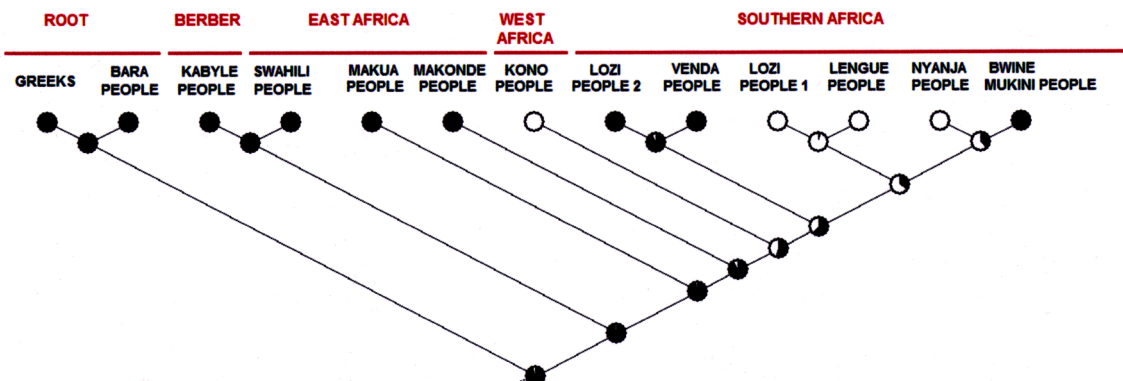 ROOT
BERBER
EAST AFRICA
WEST
AFRICA
SOUTHERN AFRICA
GREEKS
BARA
PEOPLE
KABYLE
PEOPLE
SWAHILI
PEOPLE
MAKUA
PEOPLE
MAKONDE
PEOPLE
KONO
PEOPLE
LOZI
PEOPLE 2
VENDA
PEOPLE
LOZI
PEOPLE 1
LENGUE
PEOPLE
NYANJA
PEOPLE
BWINE
MUKINI PEOPLE